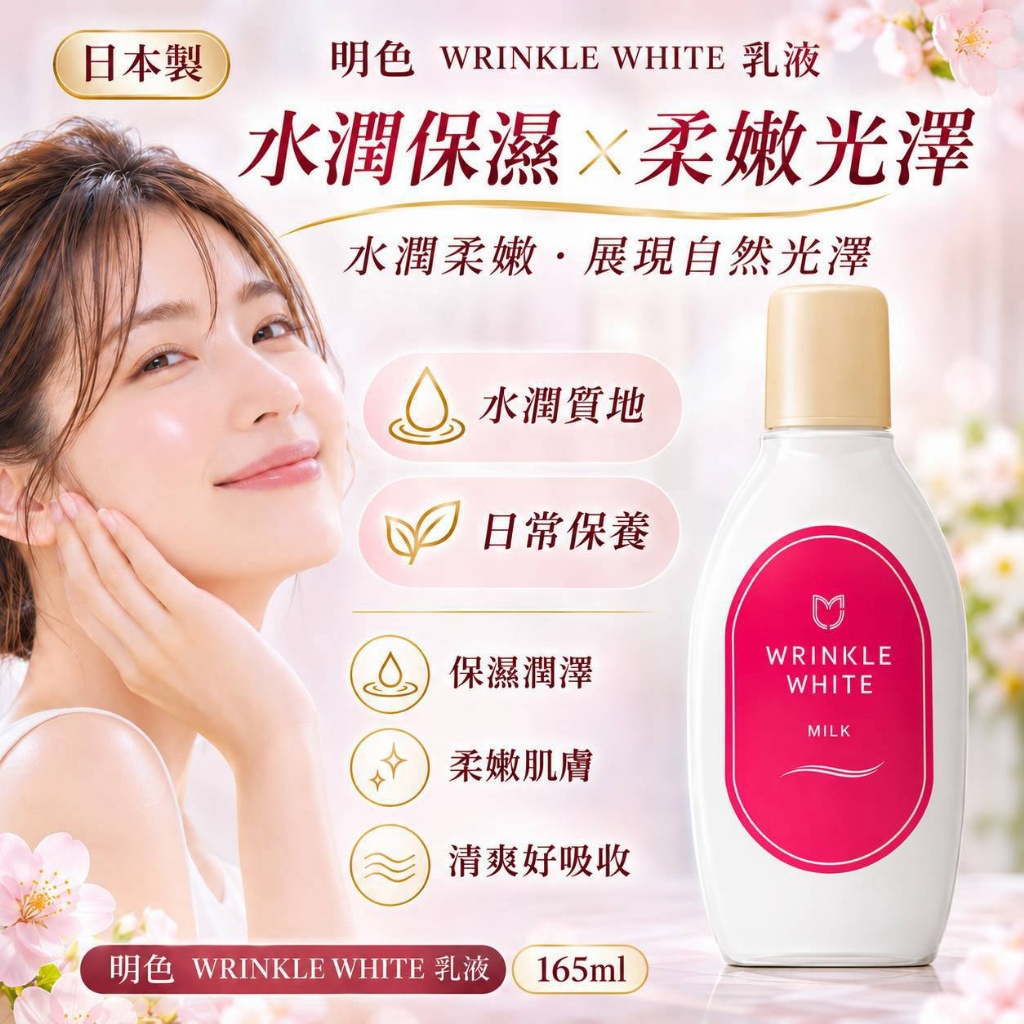 日本製
明色 WRINKLE WHITE 乳液
水潤保濕×柔嫩光澤
水潤柔嫩・展現自然光澤
水潤質地
日常保養
保濕潤澤
柔嫩肌膚
清爽好吸收
WRINKLE
WHITE
MILK
明色 WRINKLE WHITE 乳液
165ml